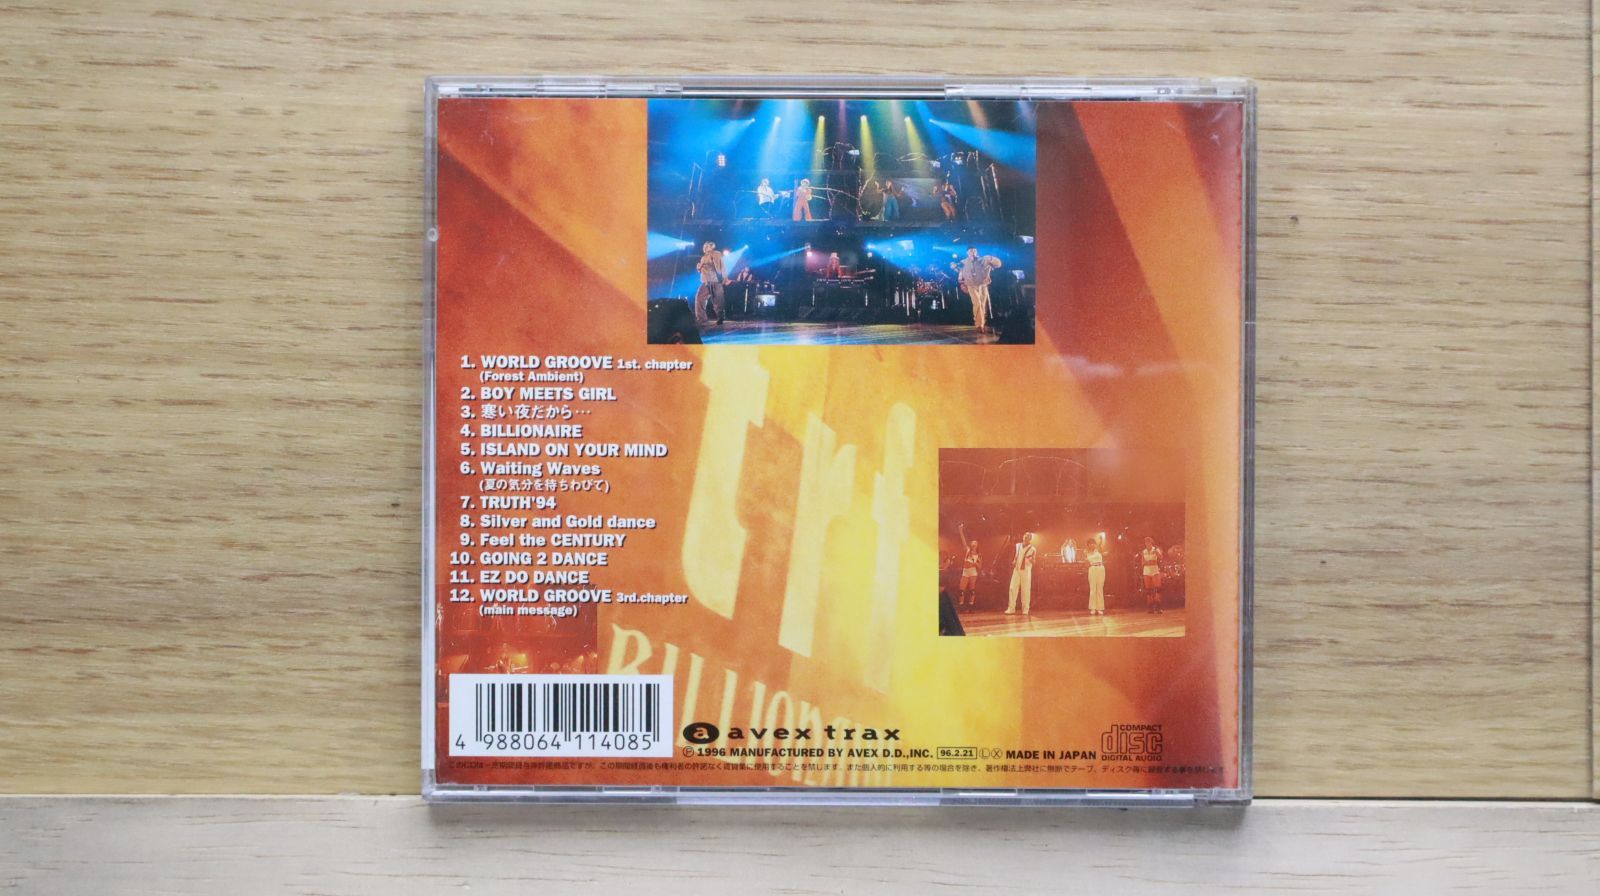 1. WORLD GROOVE 1st. chapter
(Forest Ambient)
2. BOY MEETS GIRL
3. 寒い夜だから…
4. BILLIONAIRE
5. ISLAND ON YOUR MIND
6. Waiting Waves
(夏の気分を待ちわびて)
7. TRUTH'94
8. Silver and Gold dance
9. Feel the CENTURY
10. GOING 2 DANCE
11. EZ DO DANCE
12. WORLD GROOVE 3rd.chapter
(main message)
trf
4 988064 114085
a avex trax
Ⓟ1996 MANUFACTURED BY AVEX D.D.,INC. 96.2.21 Ⓛ Ⓧ MADE IN JAPAN
COMPACT
disc
DIGITAL AUDIO